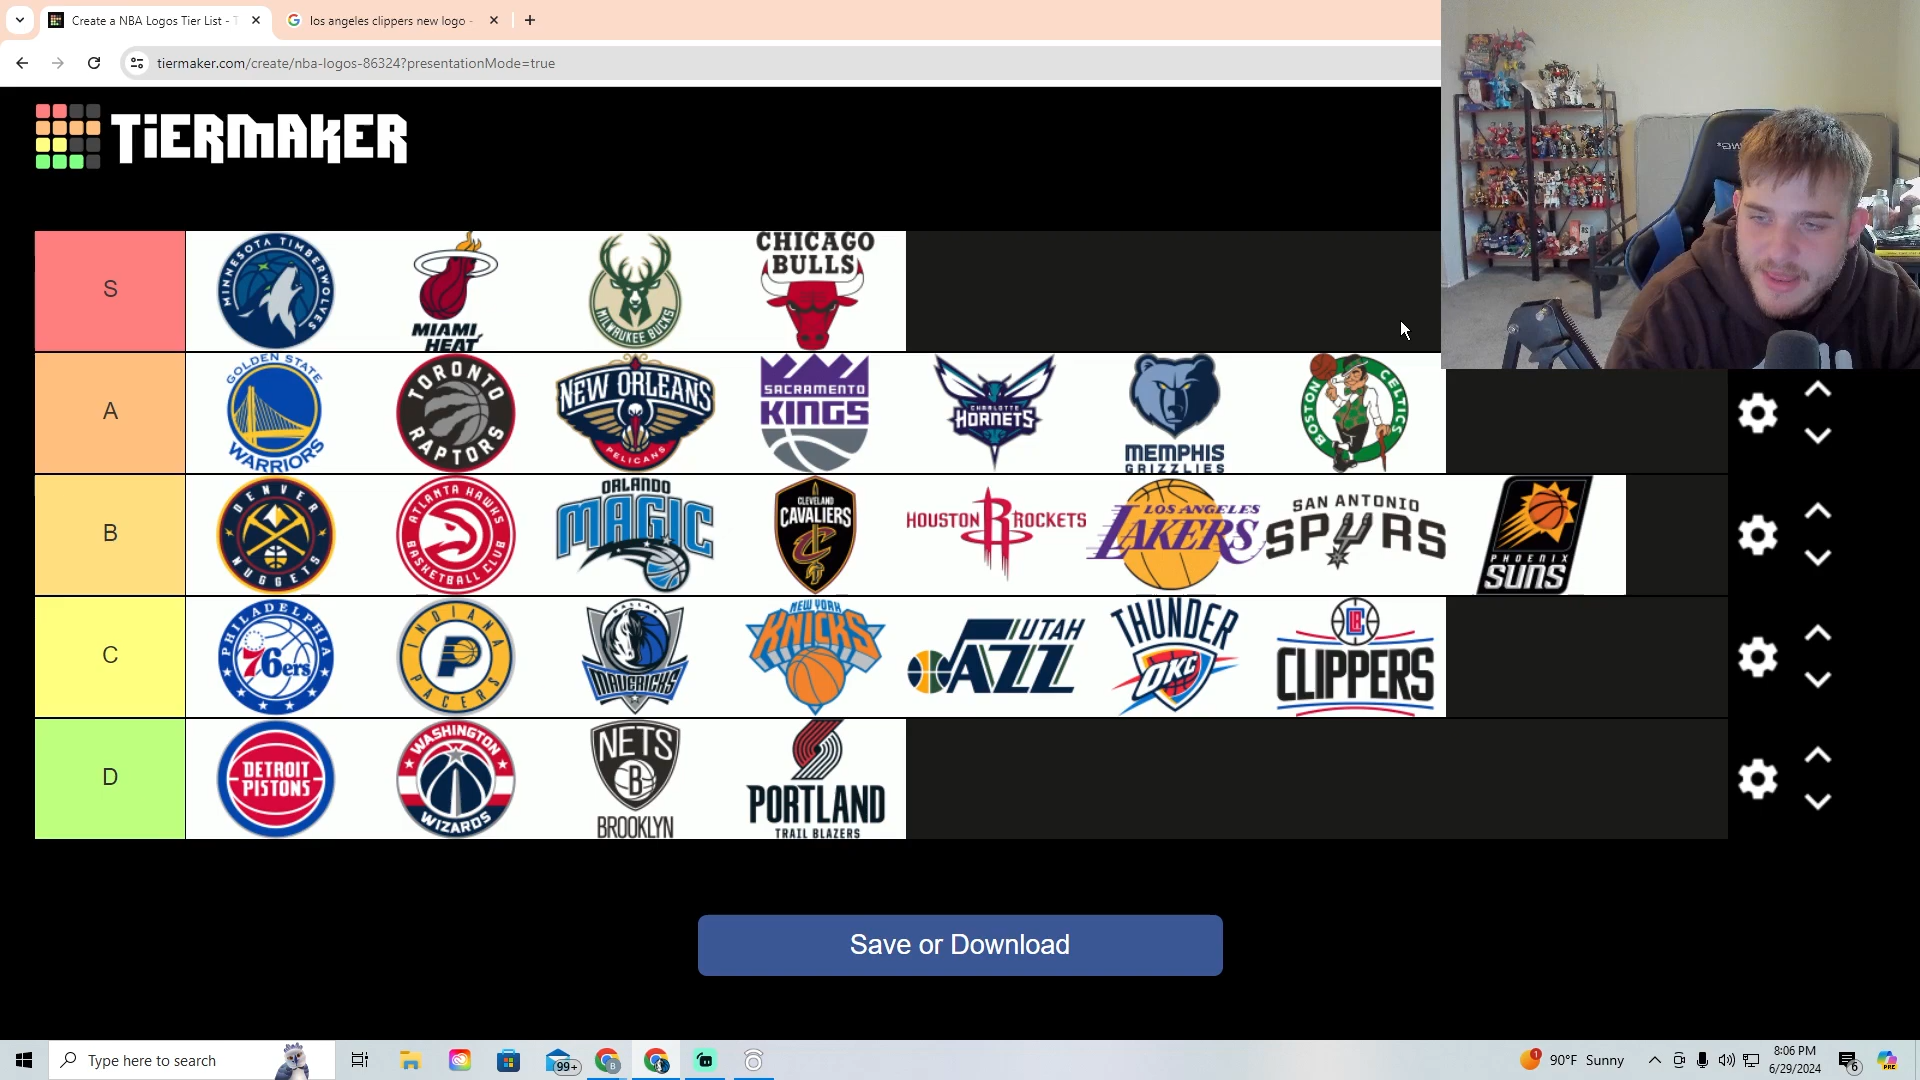 Create a NBA Logos Tier List - T
los angeles clippers new logo -
tiermaker.com/create/nba-logos-86324?presentationMode=true
TiERMAKER
S
MINNESOTA TIMBERWOLVES
MIAMI HEAT
MILWAUKEE BUCKS
CHICAGO BULLS
A
GOLDEN STATE WARRIORS
TORONTO RAPTORS
NEW ORLEANS PELICANS
SACRAMENTO KINGS
CHARLOTTE HORNETS
MEMPHIS GRIZZLIES
BOSTON CELTICS
B
DENVER NUGGETS
ATLANTA HAWKS BASKETBALL CLUB
ORLANDO MAGIC
CLEVELAND CAVALIERS C
HOUSTON R ROCKETS
LOS ANGELES LAKERS
SAN ANTONIO SPURS
PHOENIX SUNS
C
PHILADELPHIA 76ers
INDIANA P PACERS
DALLAS MAVERICKS
NEW YORK KNICKS
UTAH JAZZ
THUNDER OKC
LAC CLIPPERS
D
DETROIT PISTONS
WASHINGTON WIZARDS
NETS B BROOKLYN
PORTLAND TRAIL BLAZERS
Save or Download
Type here to search
99+
B
1
90°F Sunny
8:06 PM
6/29/2024
6
PRE